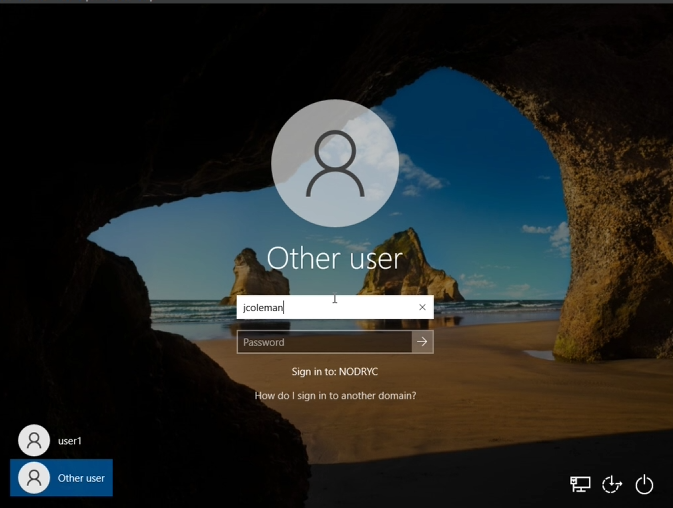 Other user
jcoleman
Password
Sign in to: NODRYC
How do I sign in to another domain?
user1
Other user